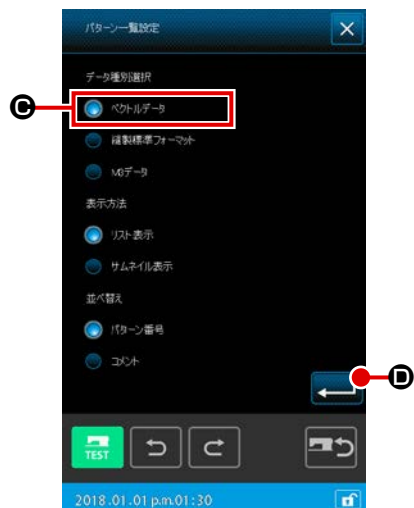 パターン一覧設定
データ種別選択
C
ベクトルデータ
縫製標準フォーマット
M3データ
表示方法
リスト表示
サムネイル表示
並べ替え
パターン番号
コメント
D
TEST
2018.01.01 p.m.01:30